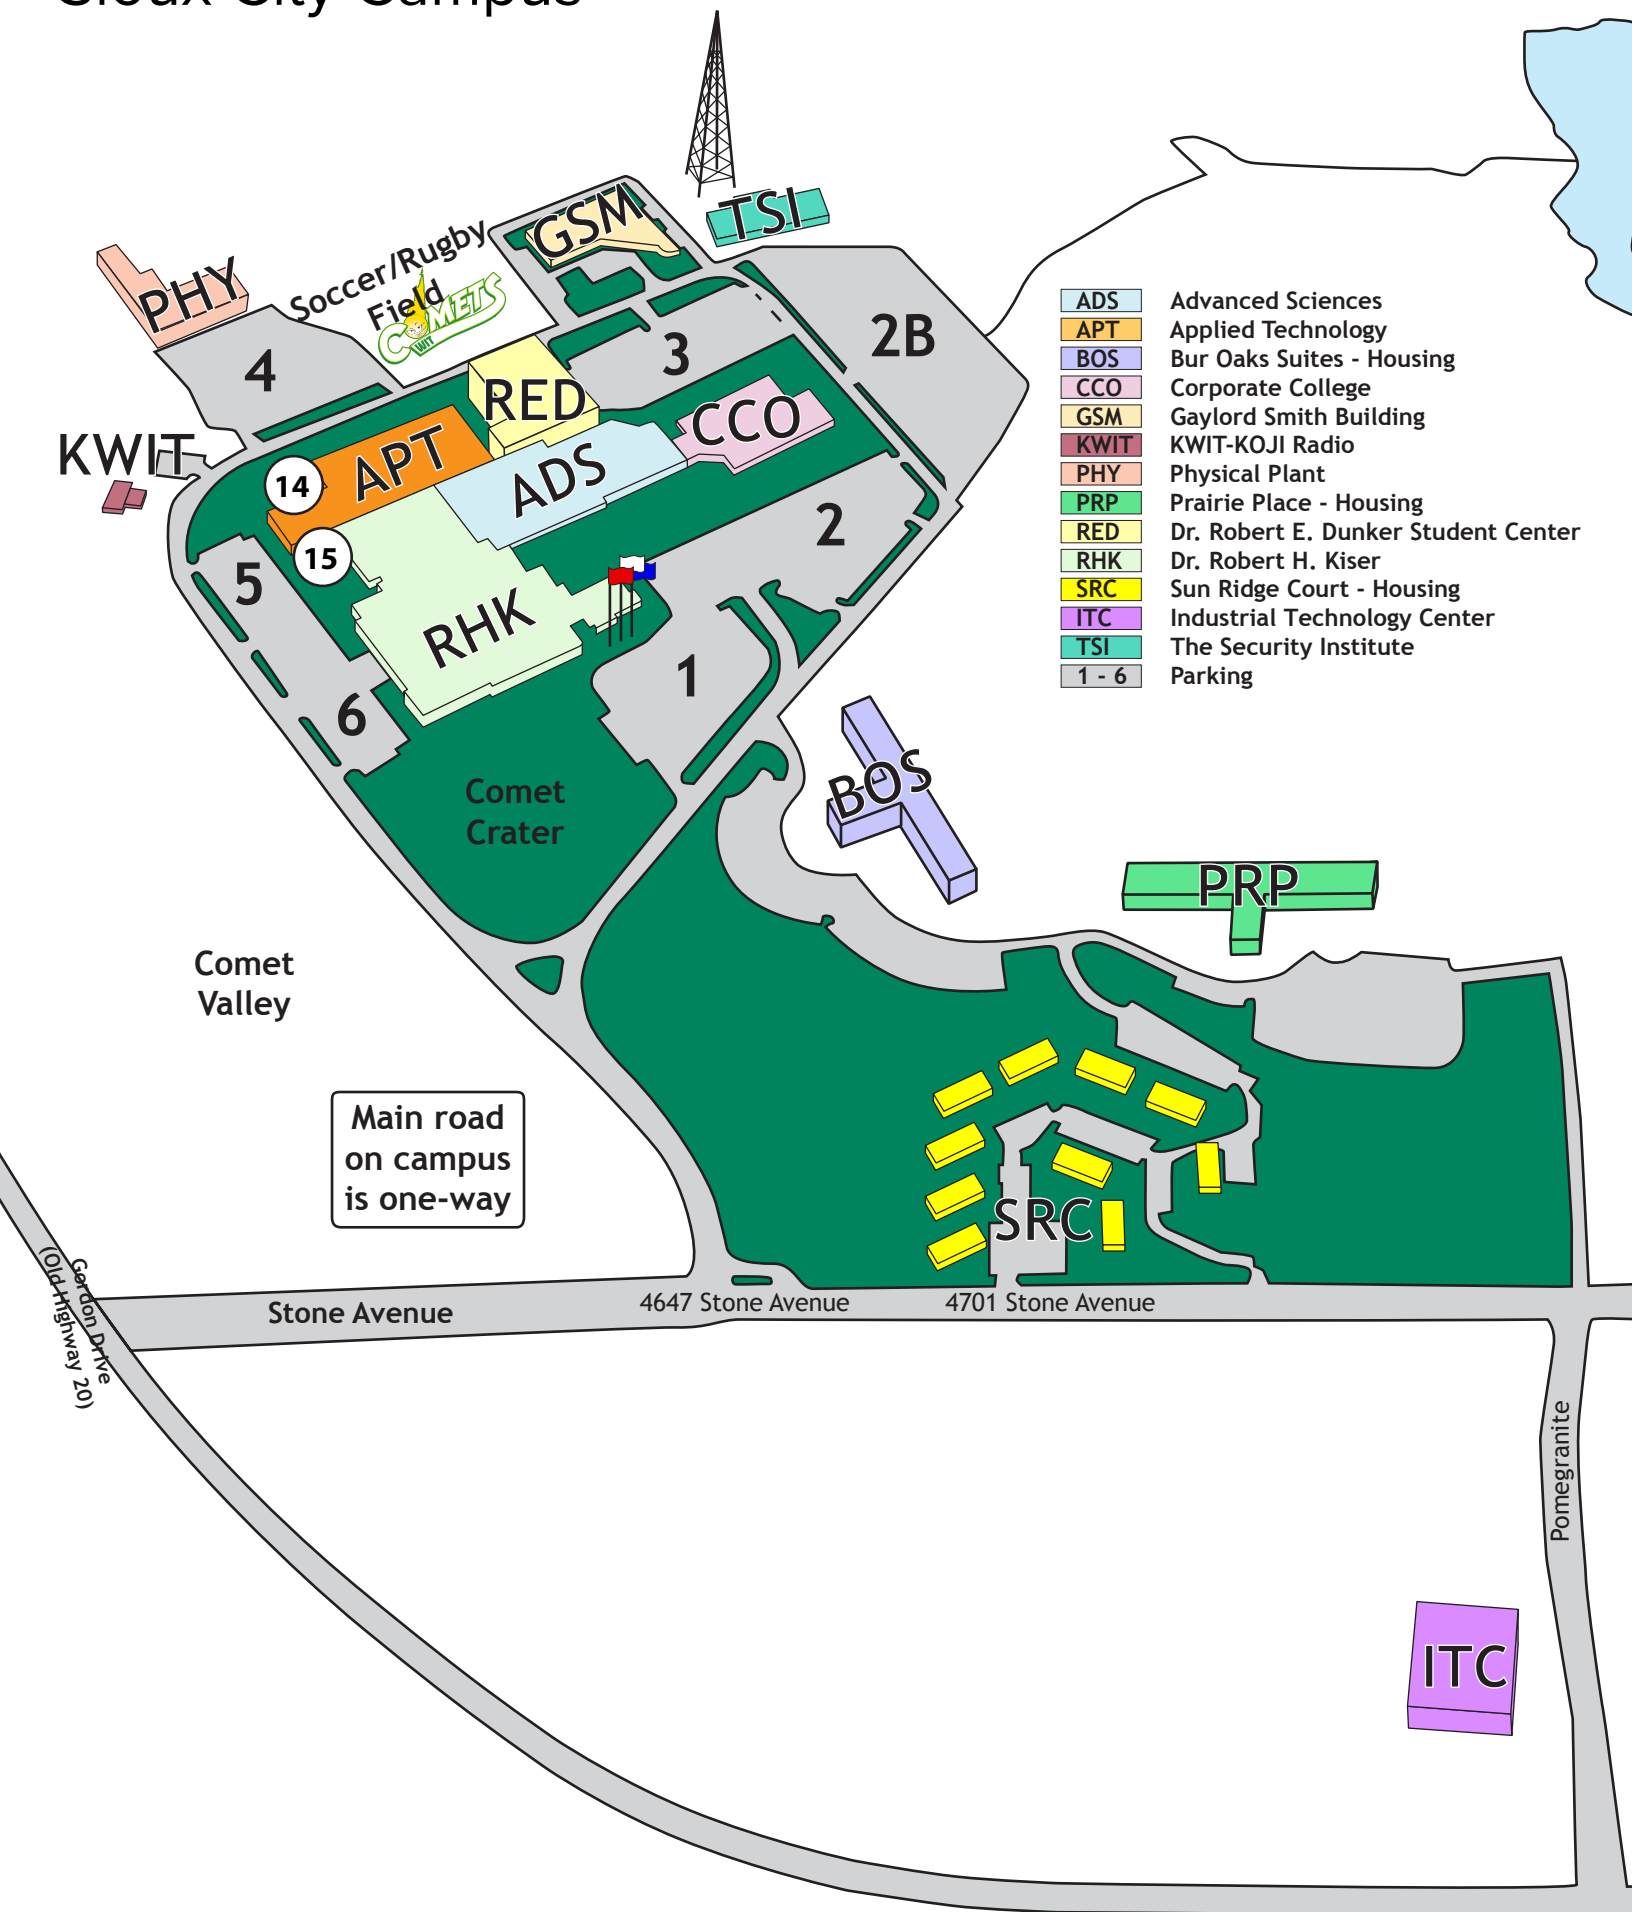 Sioux City Campus
GSM
TSI
PHY
Soccer/Rugby
Field
COMETS
WIT
4
3
2B
RED
CCO
KWIT
APT
ADS
14
15
2
5
RHK
1
6
BOS
Comet
Crater
PRP
Comet
Valley
Main road
on campus
is one-way
SRC
Gordon Drive
(Old Highway 20)
Stone Avenue
4647 Stone Avenue
4701 Stone Avenue
Pomegranite
ITC
ADS Advanced Sciences
APT Applied Technology
BOS Bur Oaks Suites - Housing
CCO Corporate College
GSM Gaylord Smith Building
KWIT KWIT-KOJI Radio
PHY Physical Plant
PRP Prairie Place - Housing
RED Dr. Robert E. Dunker Student Center
RHK Dr. Robert H. Kiser
SRC Sun Ridge Court - Housing
ITC Industrial Technology Center
TSI The Security Institute
1 - 6 Parking